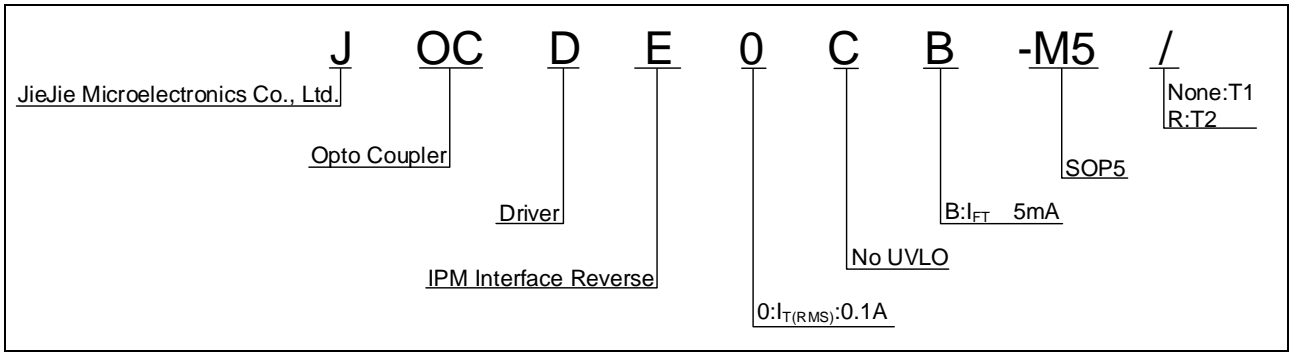 J OC D E 0 C B -M5 /
JieJie Microelectronics Co., Ltd.
None:T1
R:T2
Opto Coupler
SOP5
Driver
B:IFT 5mA
No UVLO
IPM Interface Reverse
0:IT(RMS):0.1A